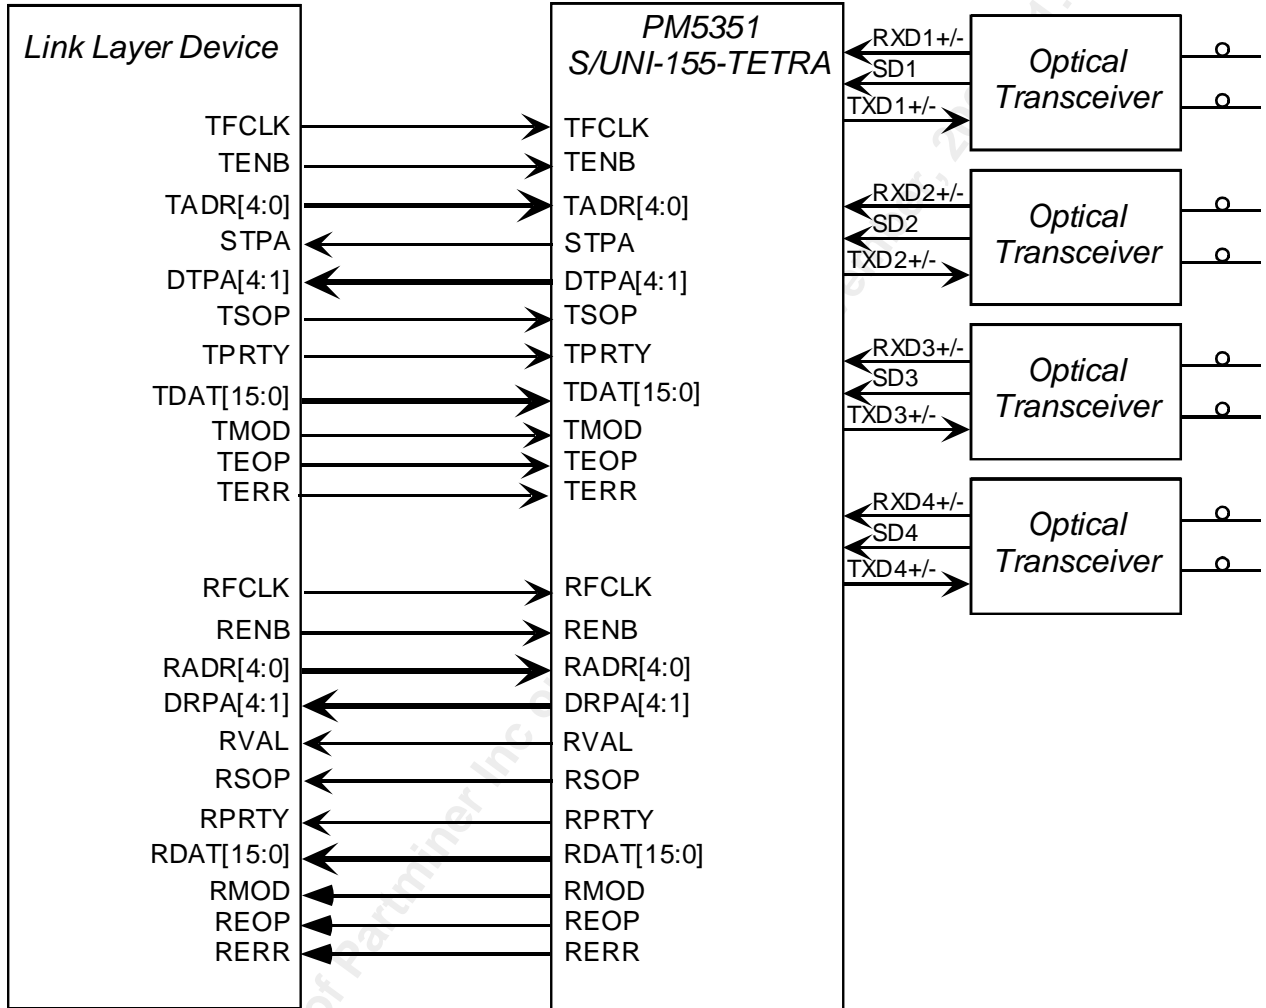 Link Layer Device
TFCLK
TENB
TADR[4:0]
STPA
DTPA[4:1]
TSOP
TPRTY
TDAT[15:0]
TMOD
TEOP
TERR
RFCLK
RENB
RADR[4:0]
DRPA[4:1]
RVAL
RSOP
RPRTY
RDAT[15:0]
RMOD
REOP
RERR
PM5351
S/UNI-155-TETRA
TFCLK
TENB
TADR[4:0]
STPA
DTPA[4:1]
TSOP
TPRTY
TDAT[15:0]
TMOD
TEOP
TERR
RFCLK
RENB
RADR[4:0]
DRPA[4:1]
RVAL
RSOP
RPRTY
RDAT[15:0]
RMOD
REOP
RERR
RXD1+/-
SD1
TXD1+/-
Optical
Transceiver
RXD2+/-
SD2
TXD2+/-
Optical
Transceiver
RXD3+/-
SD3
TXD3+/-
Optical
Transceiver
RXD4+/-
SD4
TXD4+/-
Optical
Transceiver
of Partminer Inc